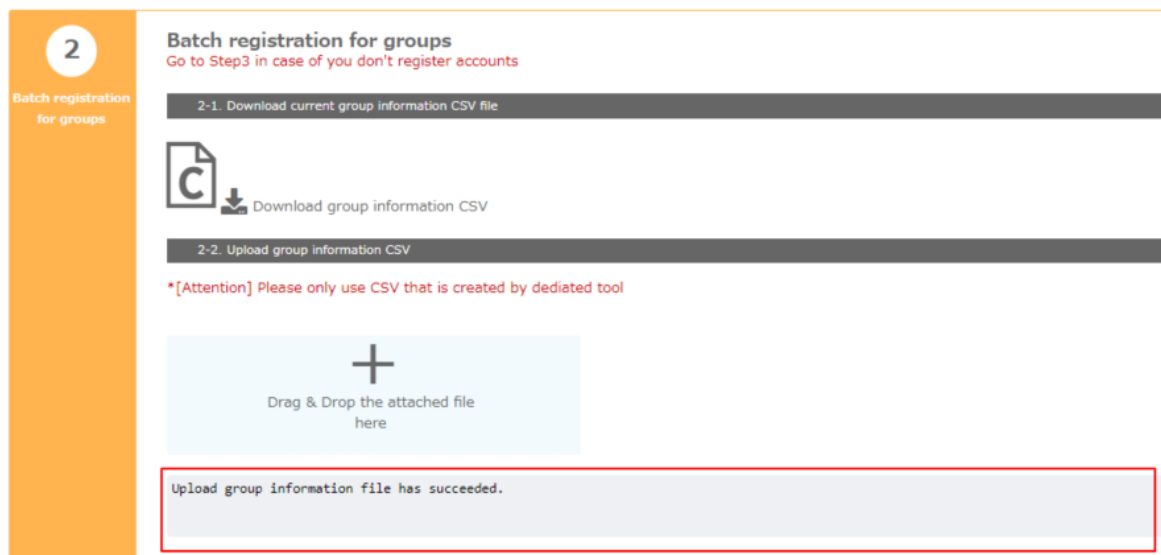 2
Batch registration
for groups
Batch registration for groups
Go to Step3 in case of you don't register accounts
2-1. Download current group information CSV file
C
Download group information CSV
2-2. Upload group information CSV
*[Attention] Please only use CSV that is created by dediated tool
Drag & Drop the attached file
here
Upload group information file has succeeded.